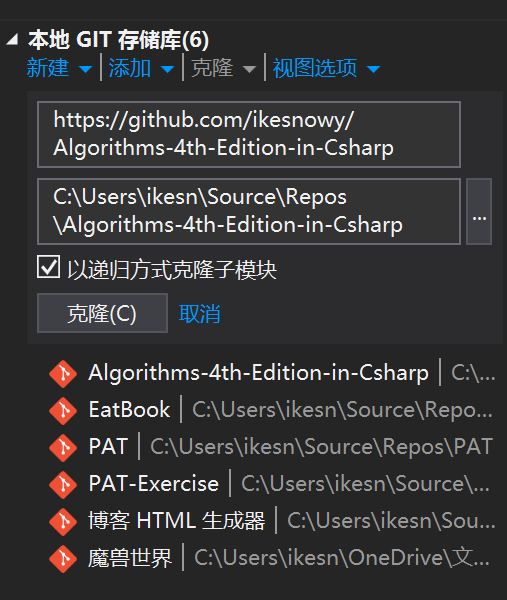 本地 GIT 存储库(6)
新建 添加 克隆 视图选项
https://github.com/ikesnowy/
Algorithms-4th-Edition-in-Csharp
C:\Users\ikesn\Source\Repos
\Algorithms-4th-Edition-in-Csharp
...
以递归方式克隆子模块
克隆(C) 取消
Algorithms-4th-Edition-in-Csharp | C:\...
EatBook | C:\Users\ikesn\Source\Repo...
PAT | C:\Users\ikesn\Source\Repos\PAT
PAT-Exercise | C:\Users\ikesn\Source\...
博客 HTML 生成器 | C:\Users\ikesn\Sou...
魔兽世界 | C:\Users\ikesn\OneDrive\文...